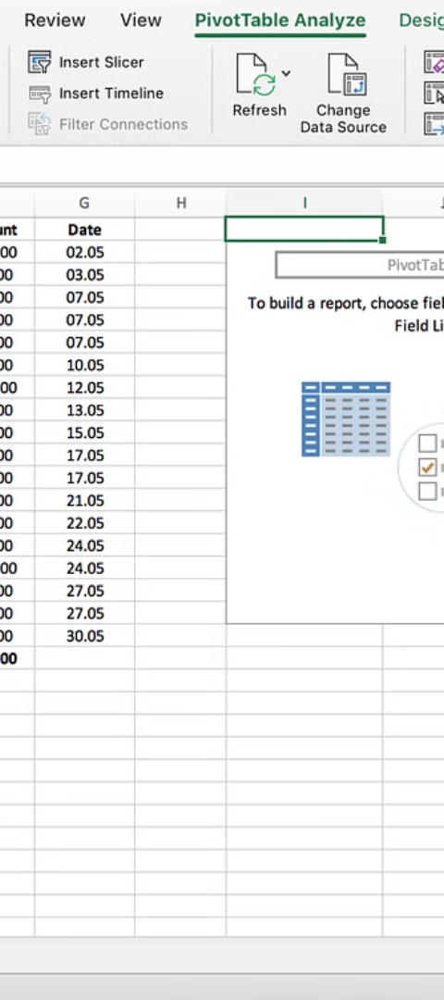 Review View PivotTable Analyze Desig
Insert Slicer
Insert Timeline
Filter Connections
Refresh
Change
Data Source
G H I
unt Date
00 02.05
00 03.05
00 07.05
00 07.05
00 07.05
00 10.05
00 12.05
00 13.05
00 15.05
00 17.05
00 17.05
00 21.05
00 22.05
00 24.05
00 24.05
00 27.05
00 27.05
00 30.05
00
PivotTab
To build a report, choose fiel
Field Li